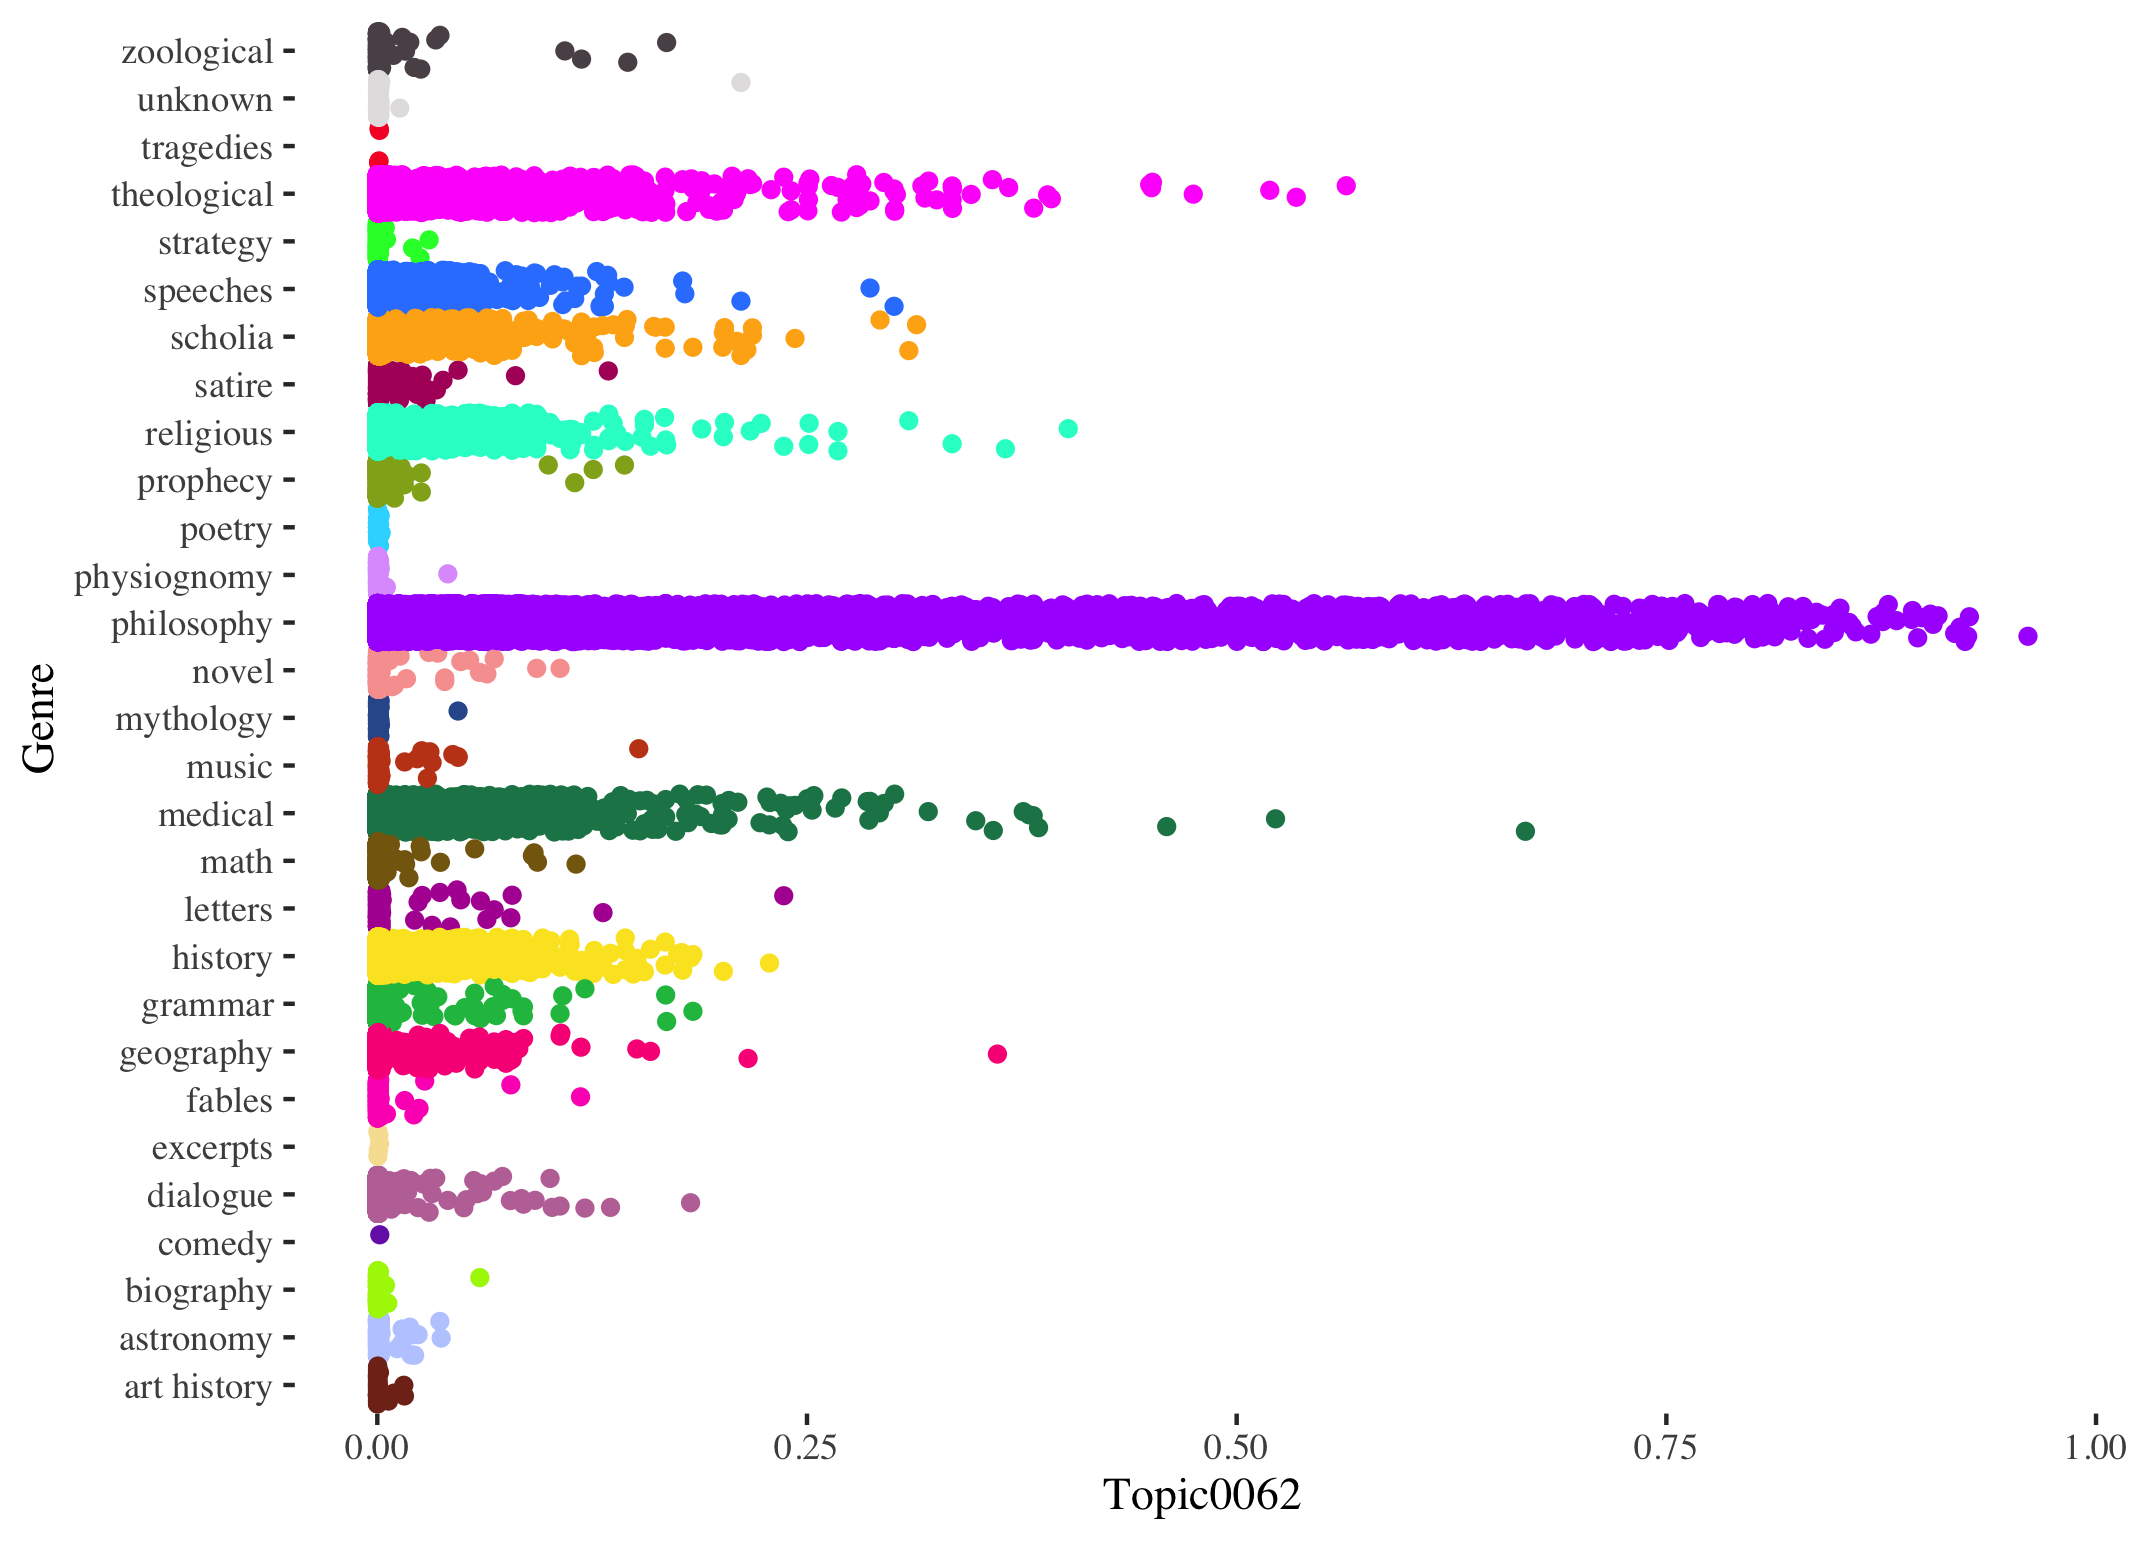 zoological
unknown
tragedies
theological
strategy
speeches
scholia
satire
religious
prophecy
poetry
physiognomy
philosophy
novel
mythology
music
medical
math
letters
history
grammar
geography
fables
excerpts
dialogue
comedy
biography
astronomy
art history
Genre
0.00 0.25 0.50 0.75 1.00
Topic0062